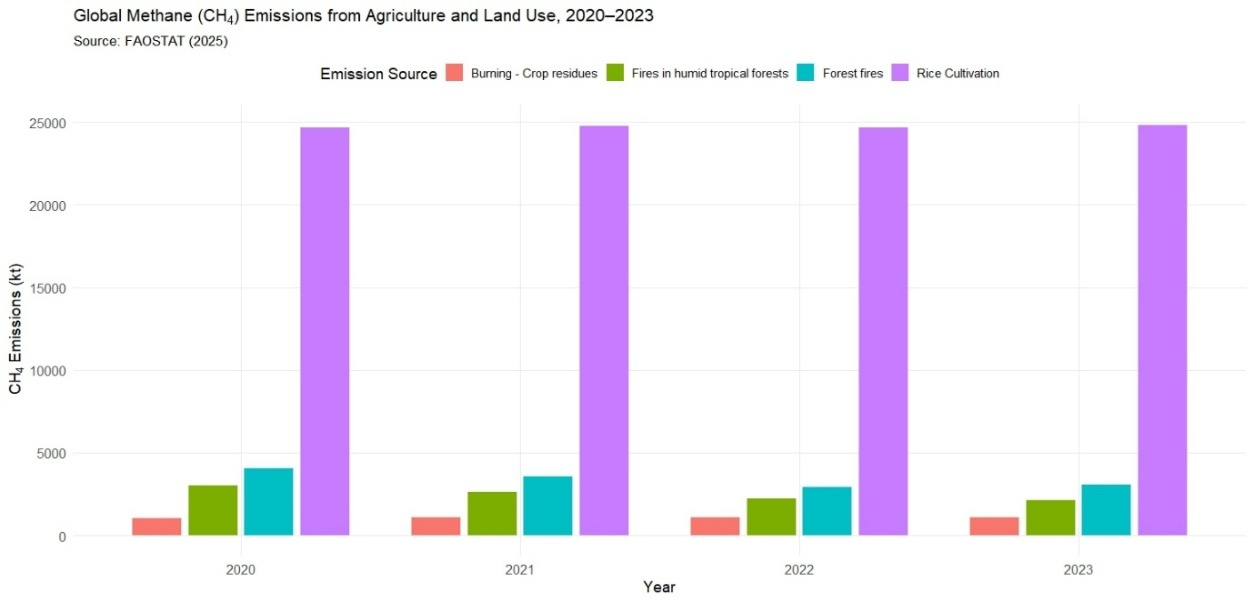 Global Methane (CH₄) Emissions from Agriculture and Land Use, 2020–2023
Source: FAOSTAT (2025)
Emission Source Burning - Crop residues Fires in humid tropical forests Forest fires Rice Cultivation
CH₄ Emissions (kt)
25000
20000
15000
10000
5000
0
2020 2021 2022 2023
Year